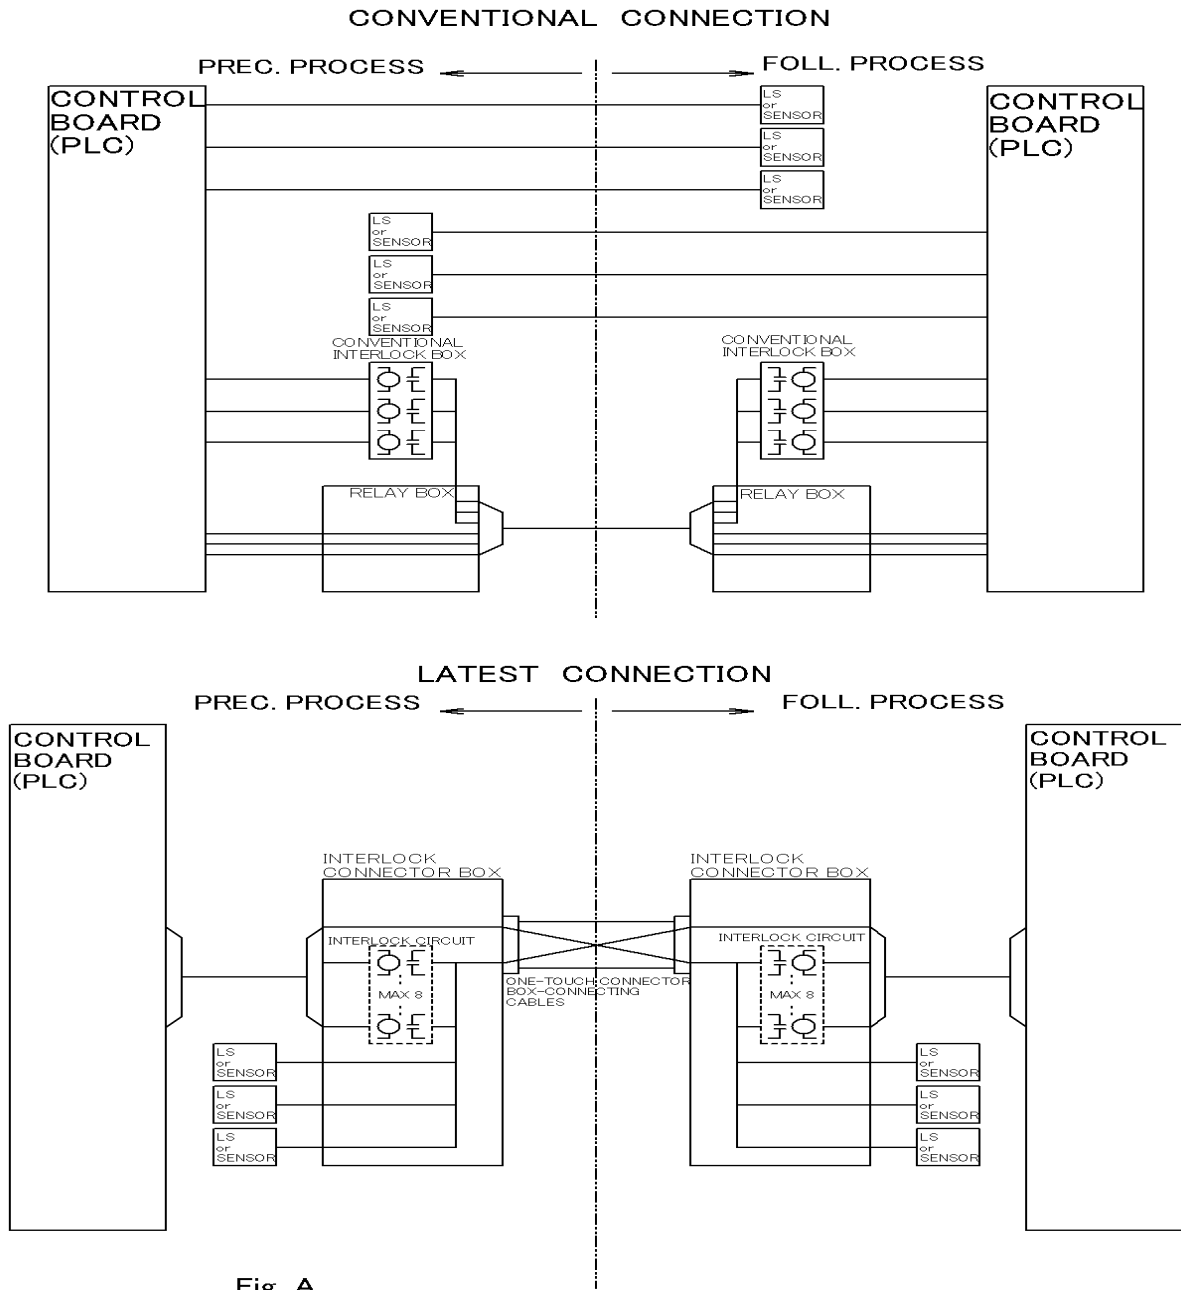 CONVENTIONAL CONNECTION
PREC. PROCESS
FOLL. PROCESS
CONTROL
BOARD
(PLC)
LS
or
SENSOR
LS
or
SENSOR
LS
or
SENSOR
CONTROL
BOARD
(PLC)
LS
or
SENSOR
LS
or
SENSOR
LS
or
SENSOR
CONVENTIONAL
INTERLOCK BOX
CONVENTIONAL
INTERLOCK BOX
RELAY BOX
RELAY BOX
LATEST CONNECTION
PREC. PROCESS
FOLL. PROCESS
CONTROL
BOARD
(PLC)
CONTROL
BOARD
(PLC)
INTERLOCK
CONNECTOR BOX
INTERLOCK
CONNECTOR BOX
INTERLOCK CIRCUIT
INTERLOCK CIRCUIT
MAX 8
ONE-TOUCH CONNECTOR
BOX-CONNECTING
CABLES
MAX 8
LS
or
SENSOR
LS
or
SENSOR
LS
or
SENSOR
LS
or
SENSOR
LS
or
SENSOR
LS
or
SENSOR
Fig. A